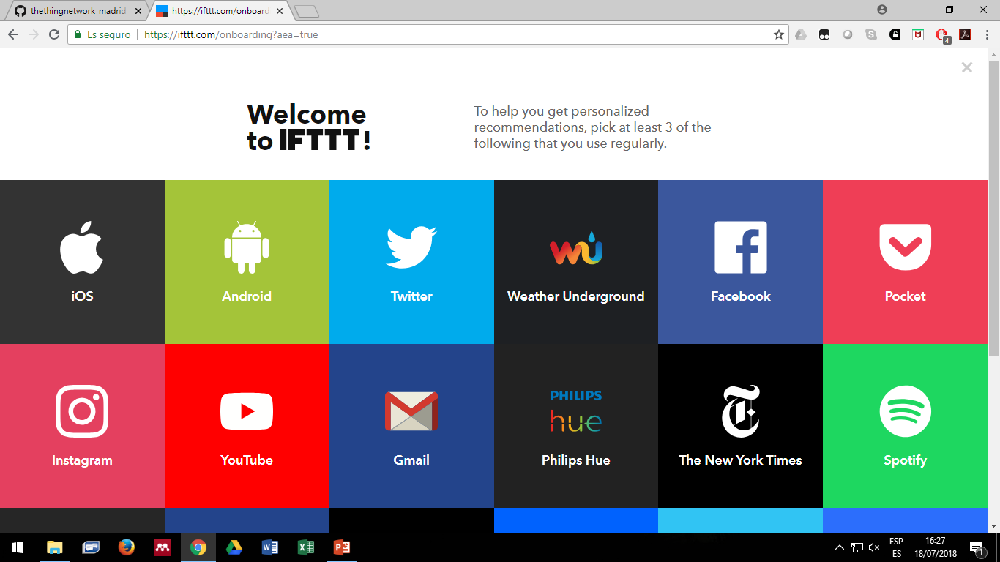 thethingnetwork_madrid_
https://ifttt.com/onboard
Es seguro
https://ifttt.com/onboarding?aea=true
4
Welcome
to IFTTT!
To help you get personalized
recommendations, pick at least 3 of the
following that you use regularly.
iOS
Android
wu
Twitter
Weather Underground
Facebook
Pocket
PHILIPS
hue
Instagram
YouTube
Gmail
Philips Hue
The New York Times
Spotify
ESP
ES
16:27
18/07/2018
1